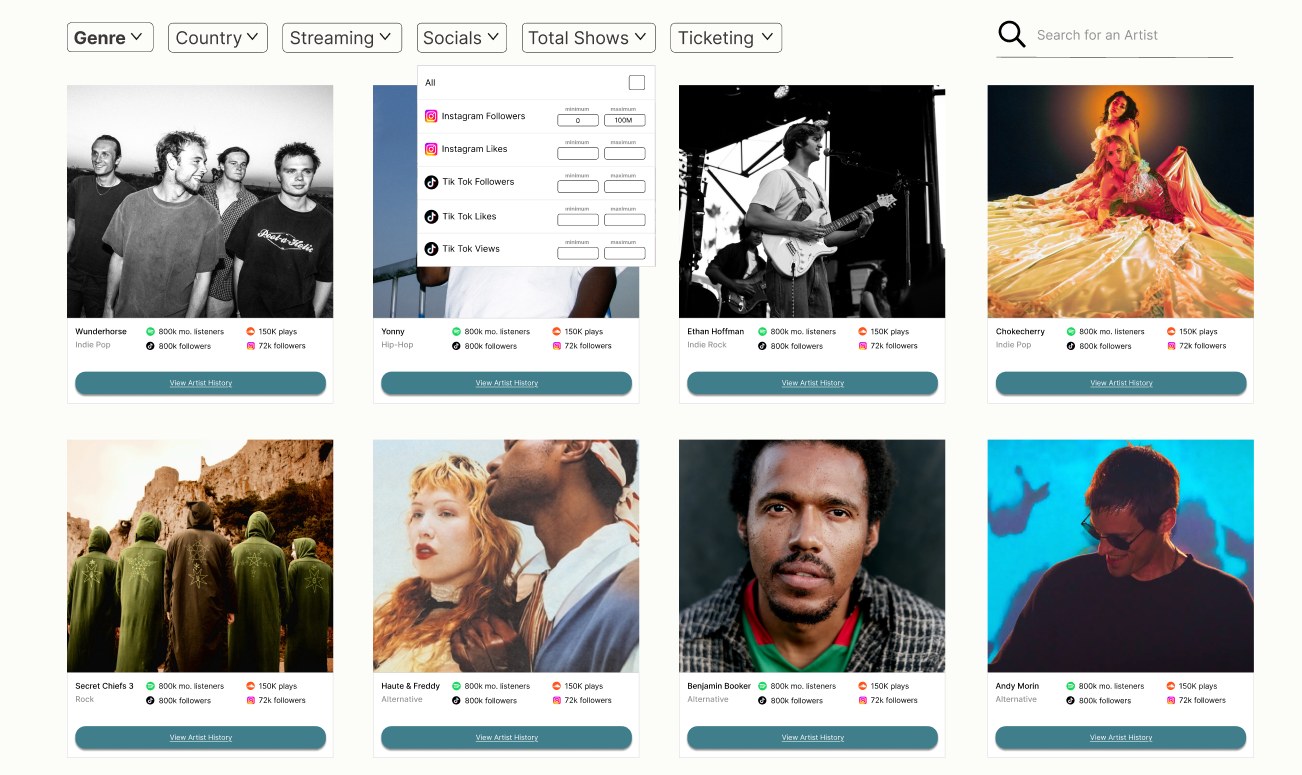 Genre
Country
Streaming
Socials
Total Shows
Ticketing
Search for an Artist
All
Instagram Followers
minimum
maximum
0
100M
Instagram Likes
minimum
maximum
Tik Tok Followers
minimum
maximum
Tik Tok Likes
minimum
maximum
Tik Tok Views
minimum
maximum
Wunderhorse
800k mo. listeners
150K plays
Indie Pop
800k followers
72k followers
View Artist History
Yonny
800k mo. listeners
150K plays
Hip-Hop
800k followers
72k followers
View Artist History
Ethan Hoffman
800k mo. listeners
150K plays
Indie Rock
800k followers
72k followers
View Artist History
Chokecherry
800k mo. listeners
150K plays
Indie Pop
800k followers
72k followers
View Artist History
Secret Chiefs 3
800k mo. listeners
150K plays
Rock
800k followers
72k followers
View Artist History
Haute & Freddy
800k mo. listeners
150K plays
Alternative
800k followers
72k followers
View Artist History
Benjamin Booker
800k mo. listeners
150K plays
Alternative
800k followers
72k followers
View Artist History
Andy Morin
800k mo. listeners
150K plays
Alternative
800k followers
72k followers
View Artist History